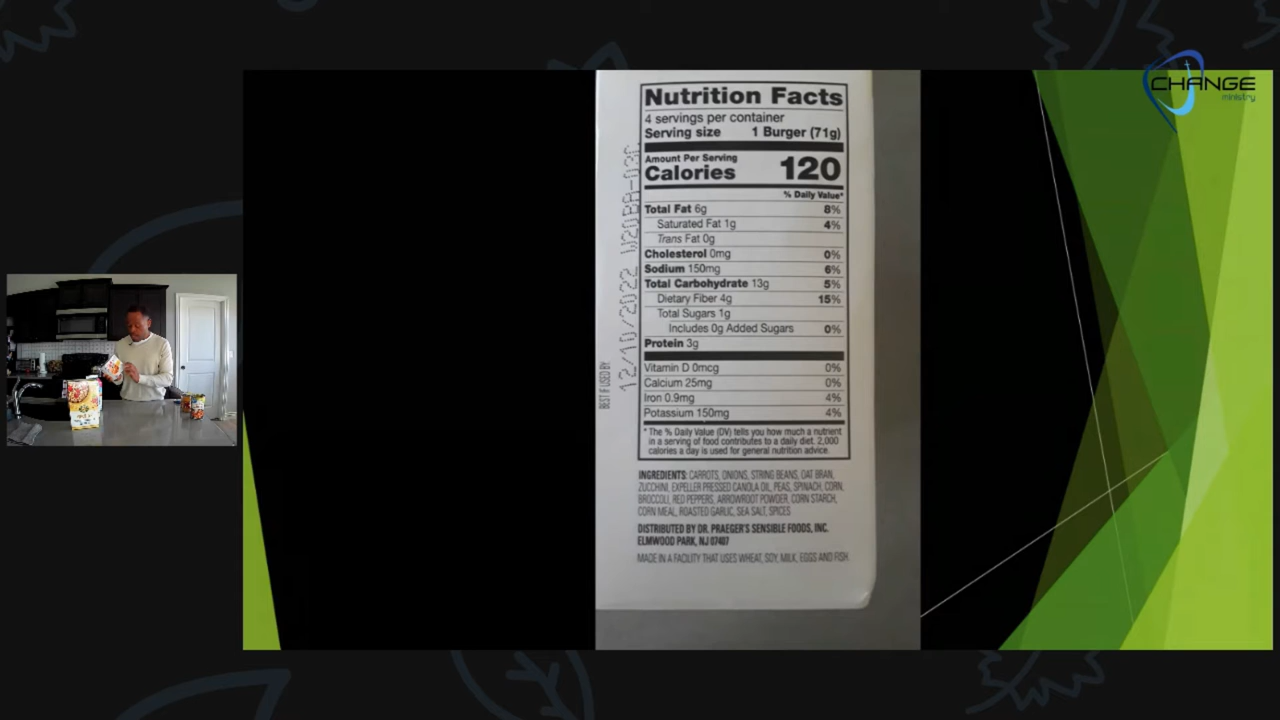 CHANGE
ministry
Nutrition Facts
4 servings per container
Serving size 1 Burger (71g)
Amount Per Serving
Calories 120
% Daily Value*
Total Fat 6g 8%
Saturated Fat 1g 4%
Trans Fat 0g
Cholesterol 0mg 0%
Sodium 150mg 6%
Total Carbohydrate 13g 5%
Dietary Fiber 4g 15%
Total Sugars 1g
Includes 0g Added Sugars 0%
Protein 3g
Vitamin D 0mcg 0%
Calcium 25mg 0%
Iron 0.9mg 4%
Potassium 150mg 4%
* The % Daily Value (DV) tells you how much a nutrient
in a serving of food contributes to a daily diet. 2,000
calories a day is used for general nutrition advice.
INGREDIENTS: CARROTS, ONIONS, STRING BEANS, OAT BRAN,
ZUCCHINI, EXPELLER PRESSED CANOLA OIL, PEAS, SPINACH, CORN,
BROCCOLI, RED PEPPERS, ARROWROOT POWDER, CORN STARCH,
CORN MEAL, ROASTED GARLIC, SEA SALT, SPICES
DISTRIBUTED BY DR. PRAEGER'S SENSIBLE FOODS, INC.
ELMWOOD PARK, NJ 07407
MADE IN A FACILITY THAT USES WHEAT, SOY, MILK, EGGS AND FISH.
BEST IF USED BY
12/10/2022